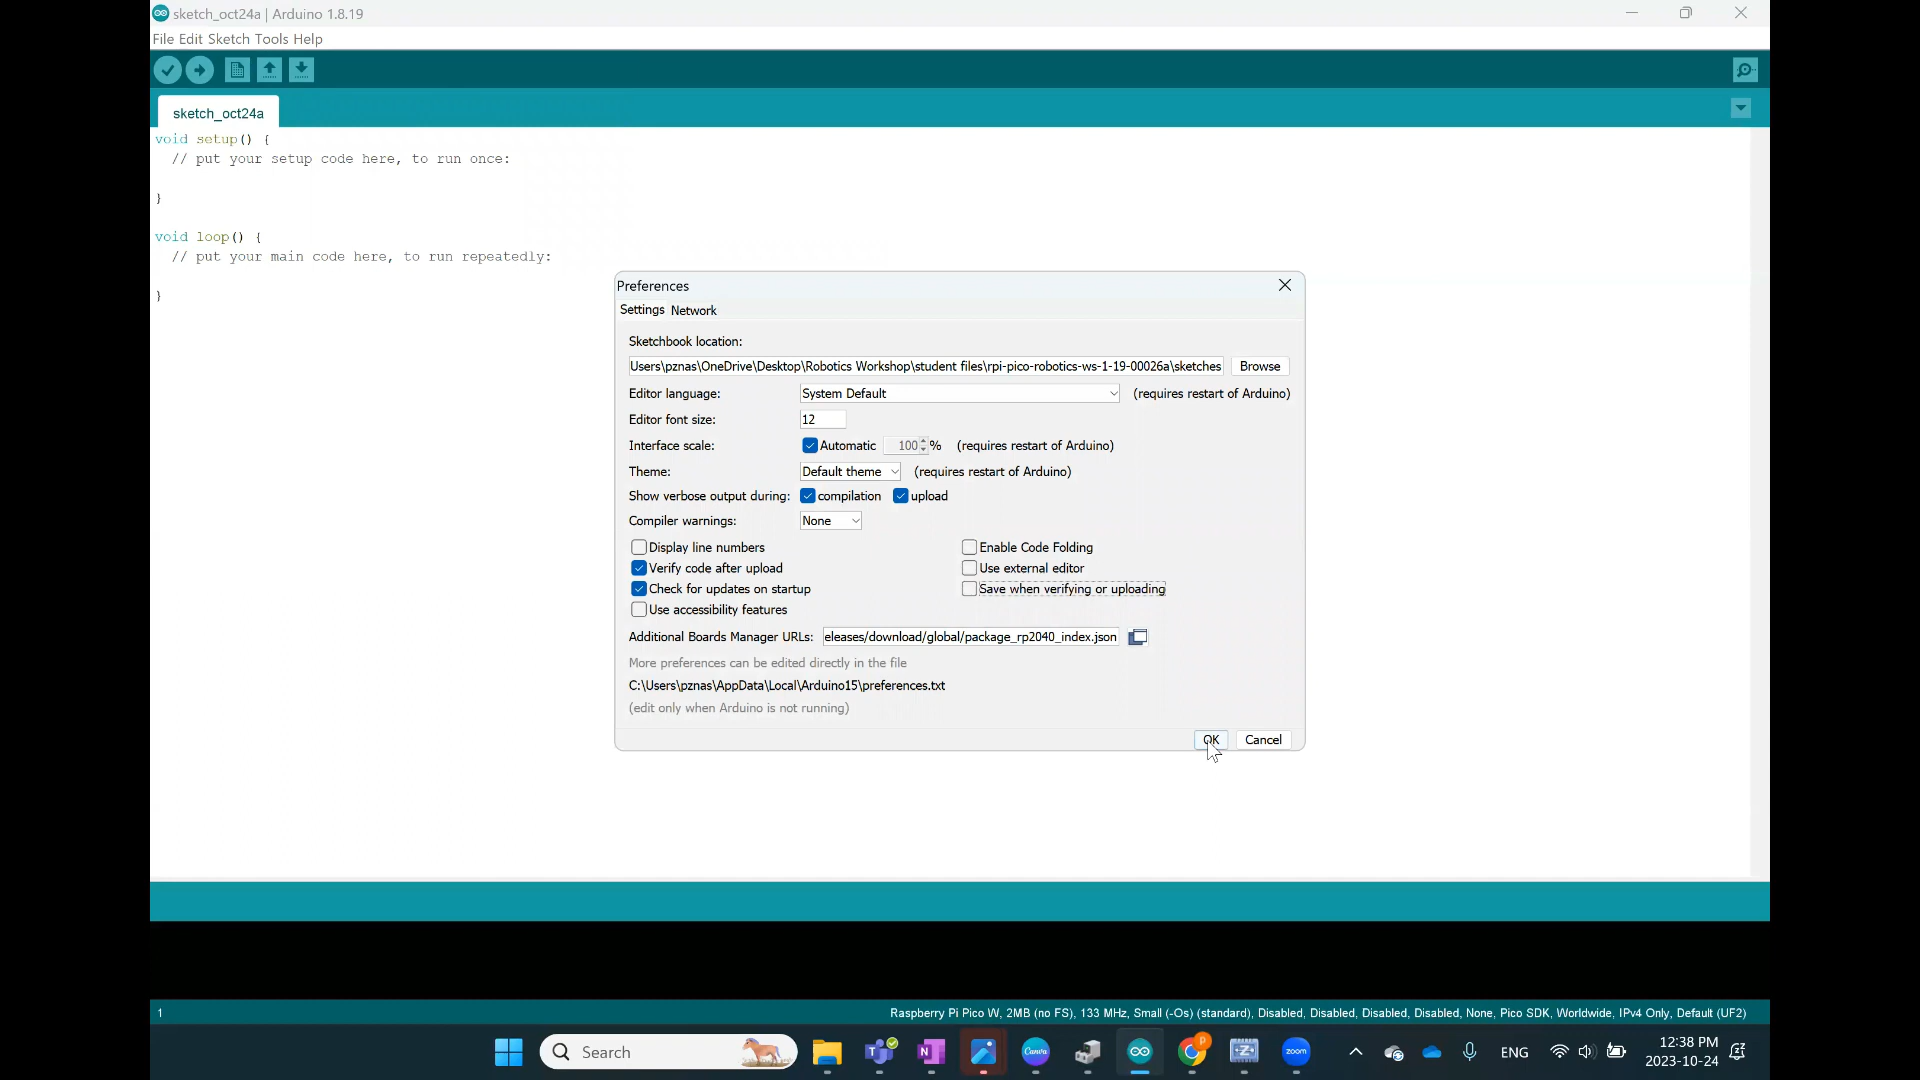 sketch_oct24a | Arduino 1.8.19
File Edit Sketch Tools Help
sketch_oct24a
void setup() {
// put your setup code here, to run once:
}
void loop() {
// put your main code here, to run repeatedly:
}
Preferences
Settings Network
Sketchbook location:
Users\pznas\OneDrive\Desktop\Robotics Workshop\student files\rpi-pico-robotics-ws-1-19-00026a\sketches Browse
Editor language: System Default (requires restart of Arduino)
Editor font size: 12
Interface scale: Automatic 100 % (requires restart of Arduino)
Theme: Default theme (requires restart of Arduino)
Show verbose output during: compilation upload
Compiler warnings: None
Display line numbers Enable Code Folding
Verify code after upload Use external editor
Check for updates on startup Save when verifying or uploading
Use accessibility features
Additional Boards Manager URLs: eleases/download/global/package_rp2040_index.json
More preferences can be edited directly in the file
C:\Users\pznas\AppData\Local\Arduino15\preferences.txt
(edit only when Arduino is not running)
OK Cancel
1 Raspberry Pi Pico W, 2MB (no FS), 133 MHz, Small (-Os) (standard), Disabled, Disabled, Disabled, Disabled, None, Pico SDK, Worldwide, IPv4 Only, Default (UF2)
Search Canva zoom ENG 12:38 PM
2023-10-24